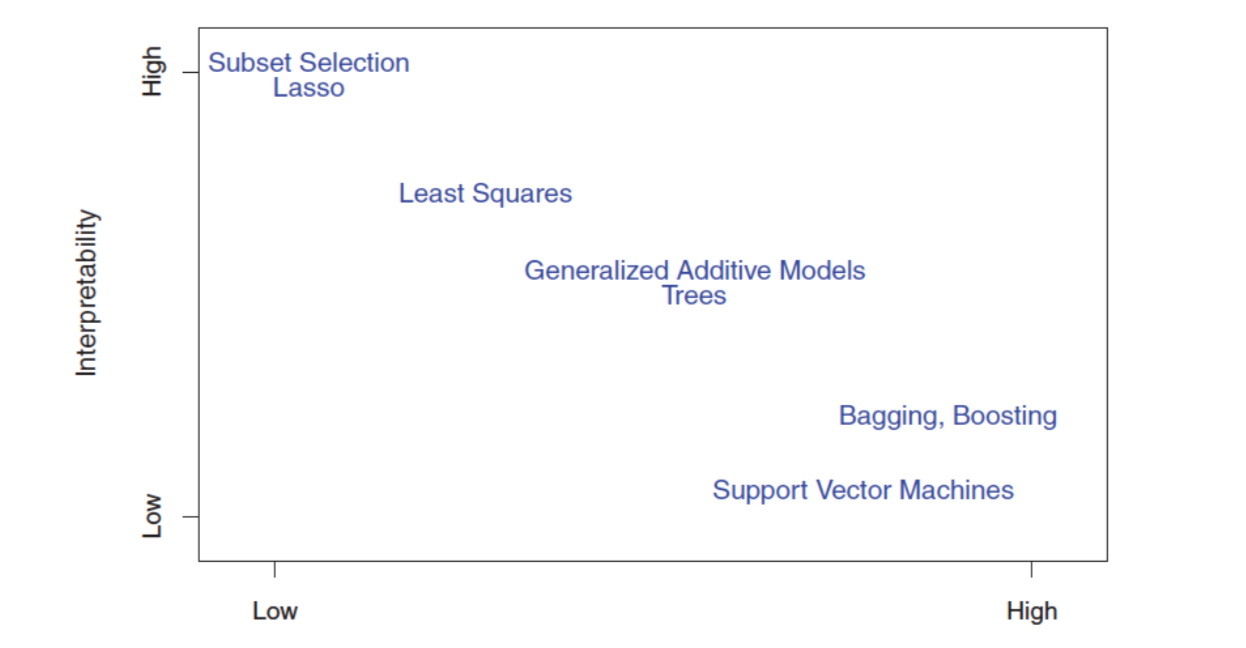 High
Subset Selection
Lasso
Least Squares
Interpretability
Generalized Additive Models
Trees
Bagging, Boosting
Support Vector Machines
Low
Low
High